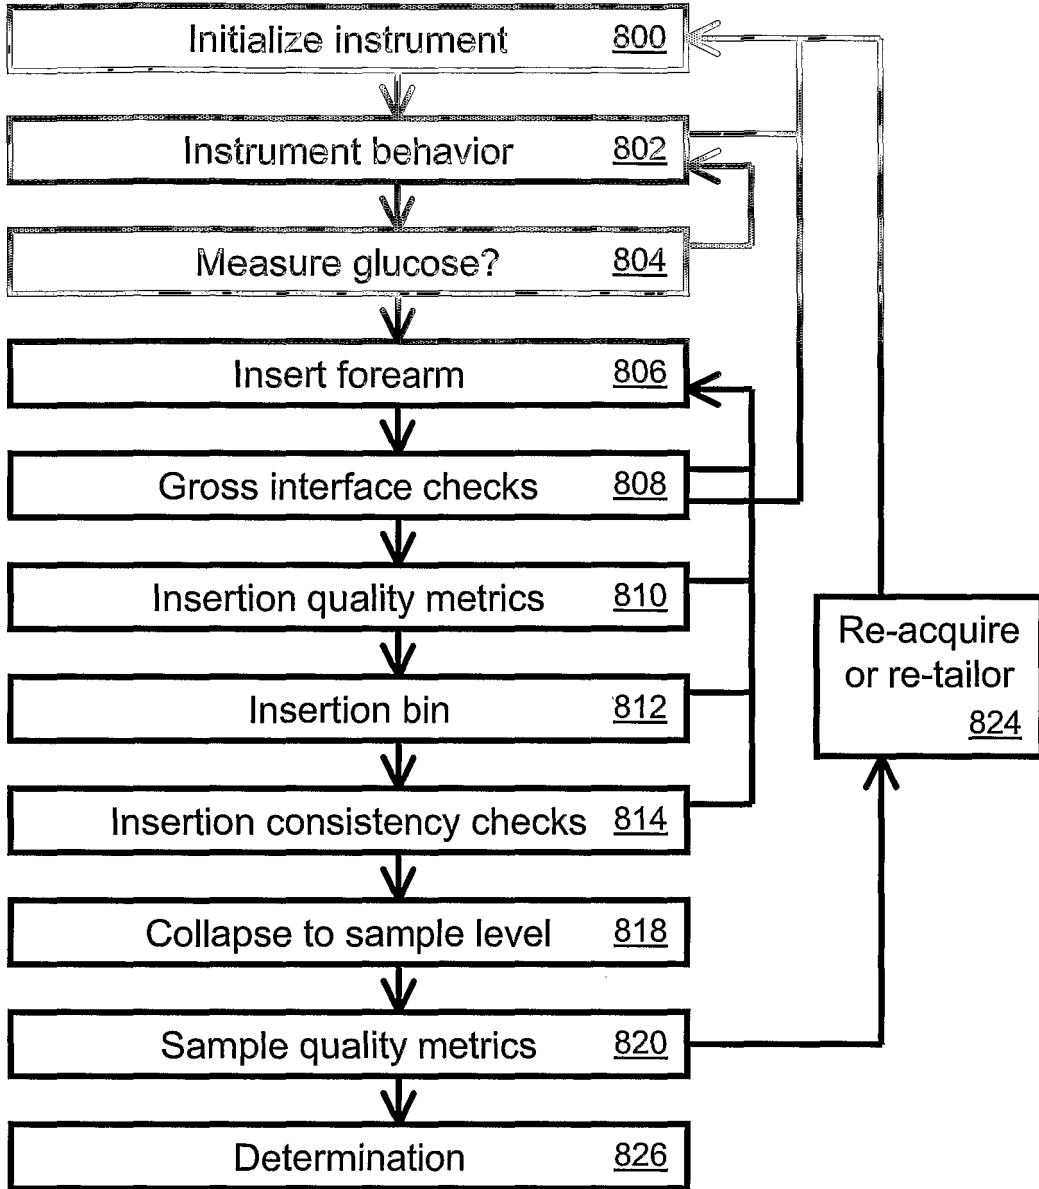 Initialize instrument 800
Instrument behavior 802
Measure glucose? 804
Insert forearm 806
Gross interface checks 808
Insertion quality metrics 810
Insertion bin 812
Insertion consistency checks 814
Collapse to sample level 818
Sample quality metrics 820
Determination 826
Re-acquire
or re-tailor
824